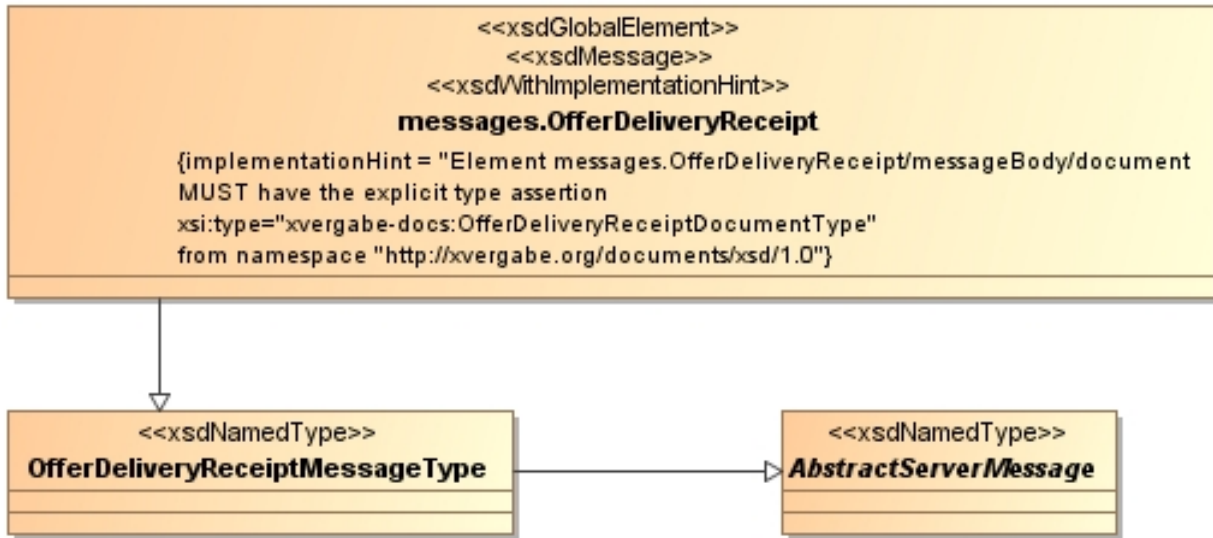 <<xsdGlobalElement>>
<<xsdMessage>>
<<xsdWithImplementationHint>>
messages.OfferDeliveryReceipt
{implementationHint = "Element messages.OfferDeliveryReceipt/messageBody/document
MUST have the explicit type assertion
xsi:type="xvergabe-docs:OfferDeliveryReceiptDocumentType"
from namespace "http://xvergabe.org/documents/xsd/1.0"}
<<xsdNamedType>>
OfferDeliveryReceiptMessageType
<<xsdNamedType>>
AbstractServerMessage